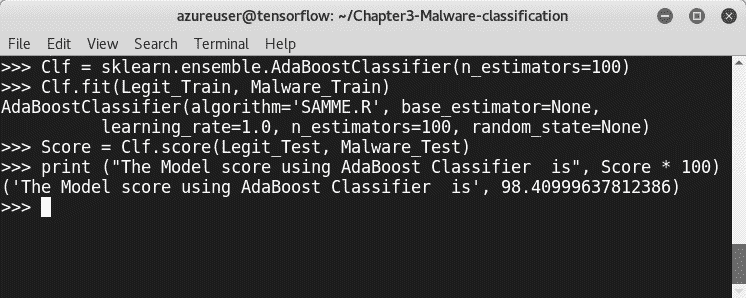 azureuser@tensorflow: ~/Chapter3-Malware-classification
File Edit View Search Terminal Help
>>> Clf = sklearn.ensemble.AdaBoostClassifier(n_estimators=100)
>>> Clf.fit(Legit_Train, Malware_Train)
AdaBoostClassifier(algorithm='SAMME.R', base_estimator=None,
          learning_rate=1.0, n_estimators=100, random_state=None)
>>> Score = Clf.score(Legit_Test, Malware_Test)
>>> print ("The Model score using AdaBoost Classifier  is", Score * 100)
('The Model score using AdaBoost Classifier  is', 98.40999637812386)
>>>